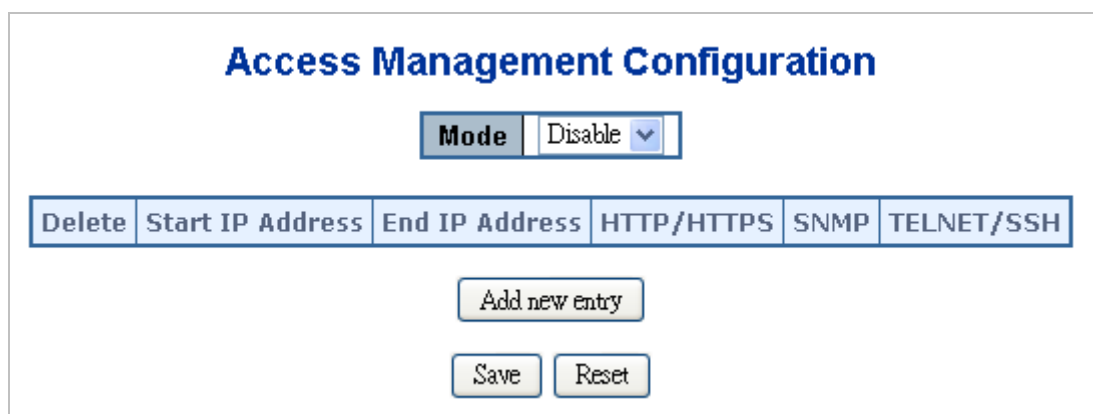 Access Management Configuration
Mode Disable
Delete Start IP Address End IP Address HTTP/HTTPS SNMP TELNET/SSH
Add new entry
Save Reset